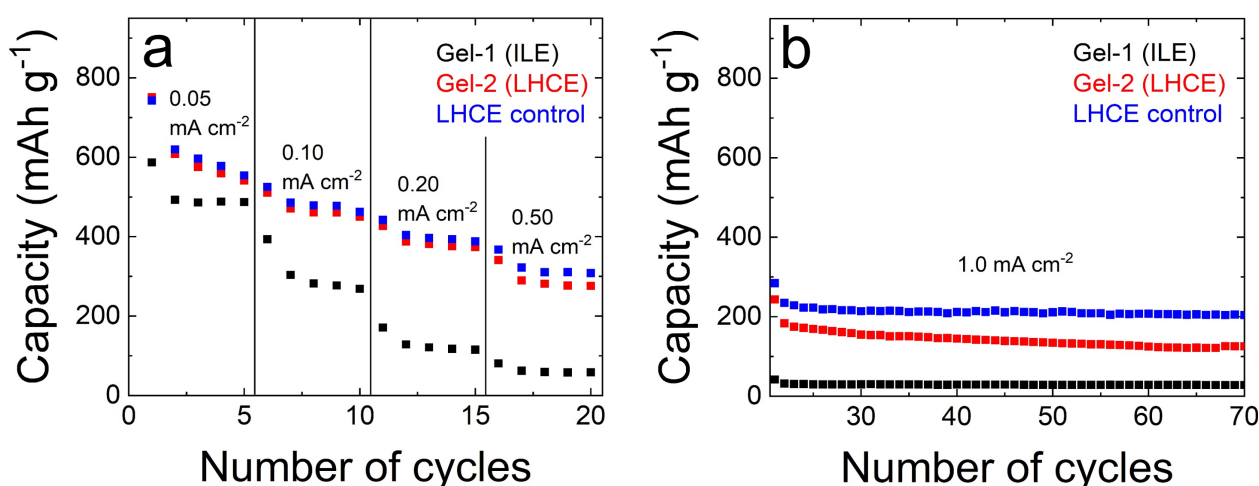 a
Gel-1 (ILE)
Gel-2 (LHCE)
LHCE control
0.05
mA cm⁻²
0.10
mA cm⁻²
0.20
mA cm⁻²
0.50
mA cm⁻²
Capacity (mAh g⁻¹)
800
600
400
200
0
0 5 10 15 20
Number of cycles
b
Gel-1 (ILE)
Gel-2 (LHCE)
LHCE control
1.0 mA cm⁻²
Capacity (mAh g⁻¹)
800
600
400
200
0
30 40 50 60 70
Number of cycles